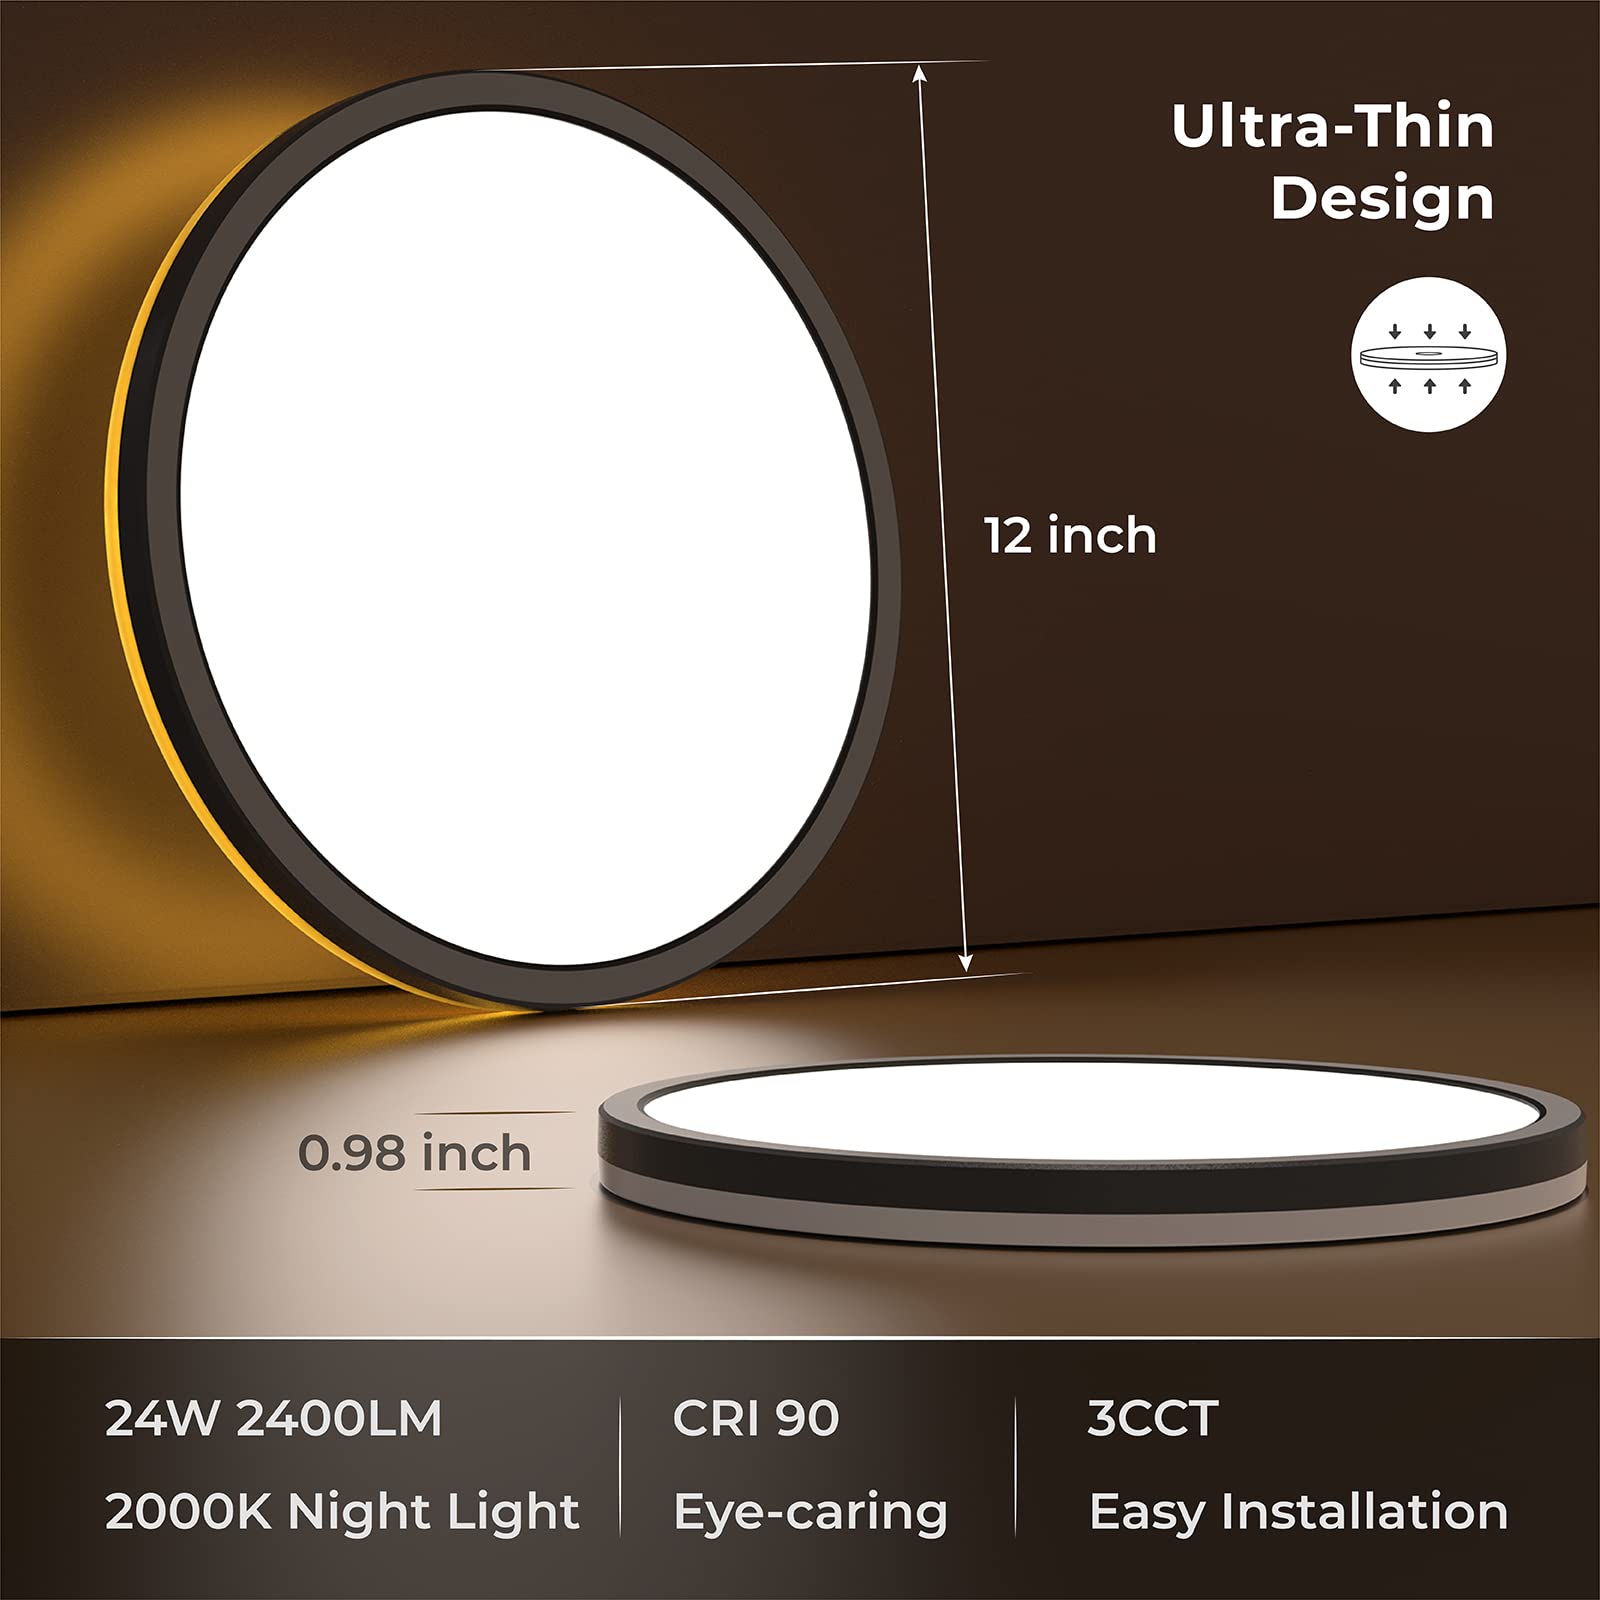 Ultra-Thin
Design
12 inch
0.98 inch
24W 2400LM
2000K Night Light
CRI 90
Eye-caring
3CCT
Easy Installation